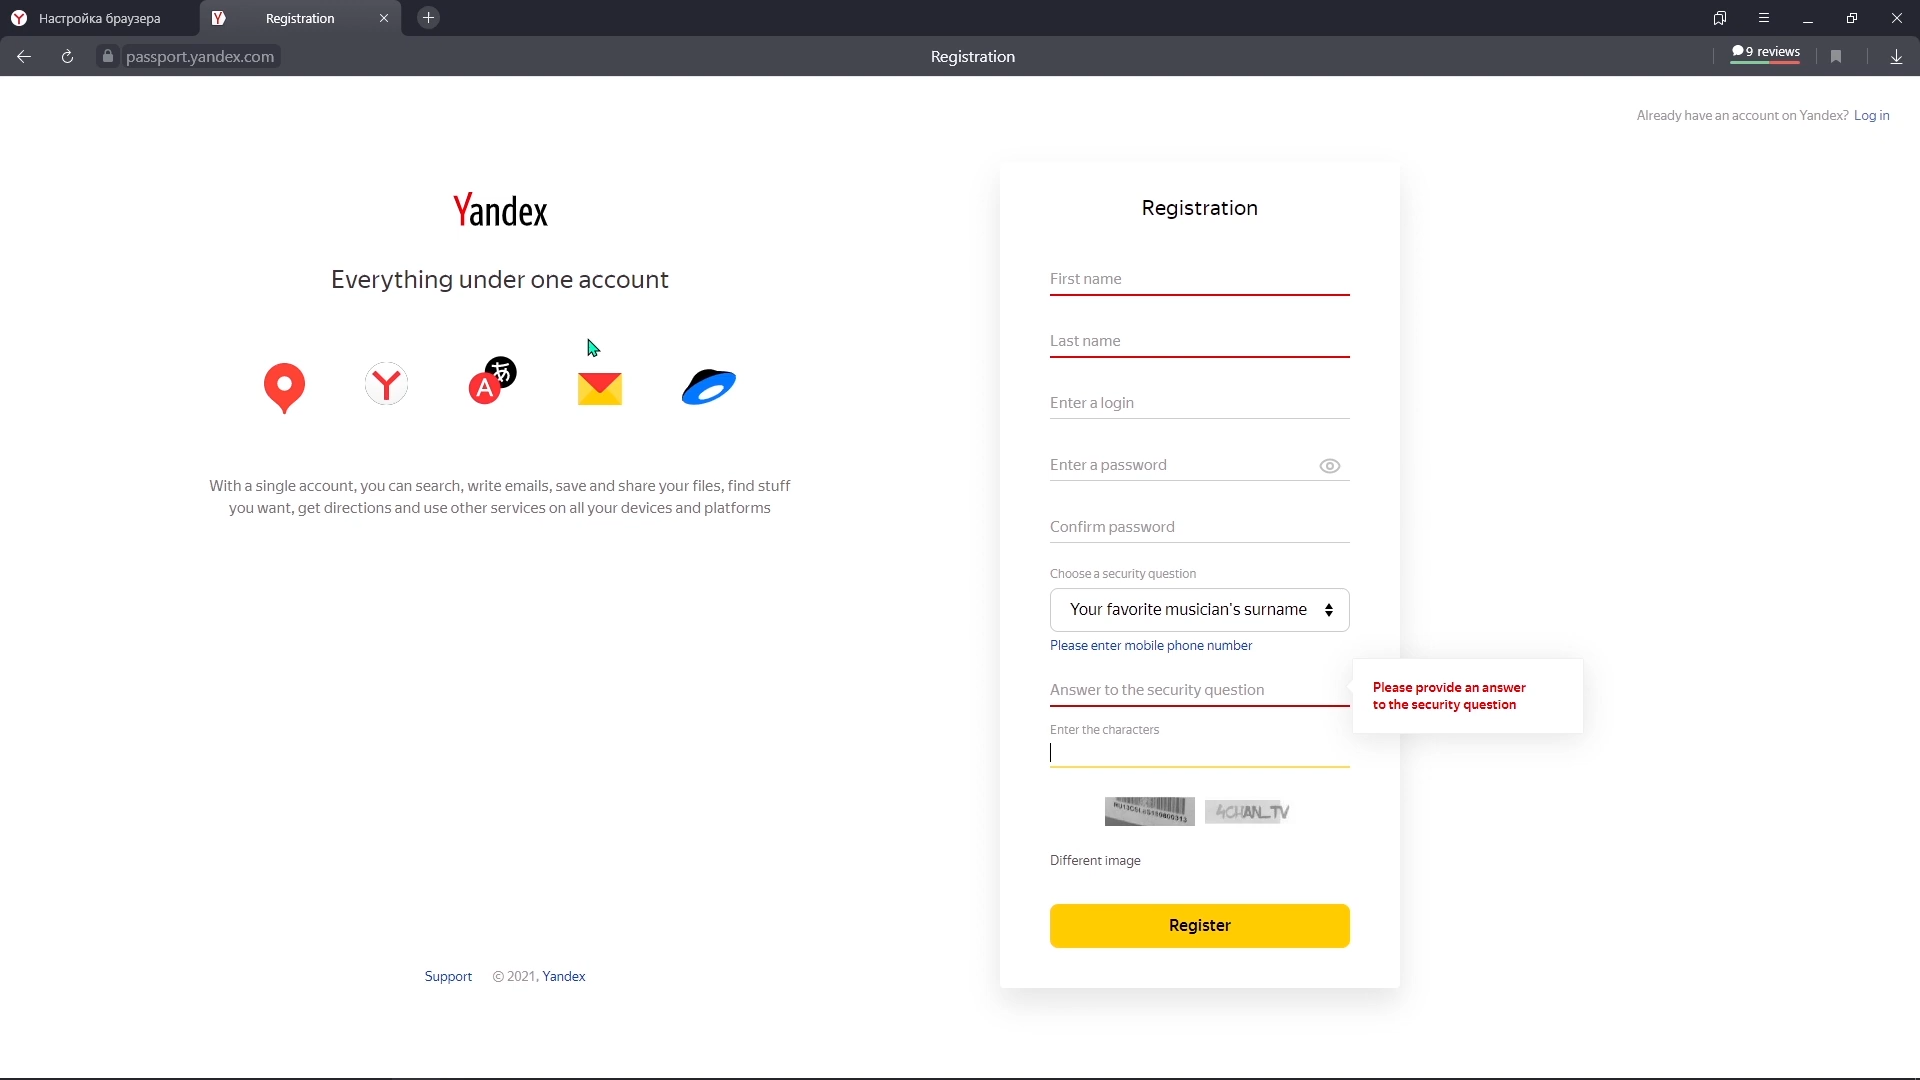 Настройка браузера
Registration
passport.yandex.com
Registration
9 reviews
Already have an account on Yandex? Log in
Yandex
Everything under one account
With a single account, you can search, write emails, save and share your files, find stuff
you want, get directions and use other services on all your devices and platforms
Support © 2021, Yandex
Registration
First name
Last name
Enter a login
Enter a password
Confirm password
Choose a security question
Your favorite musician's surname
Please enter mobile phone number
Answer to the security question
Please provide an answer
to the security question
Enter the characters
4CHAN_TV
Different image
Register